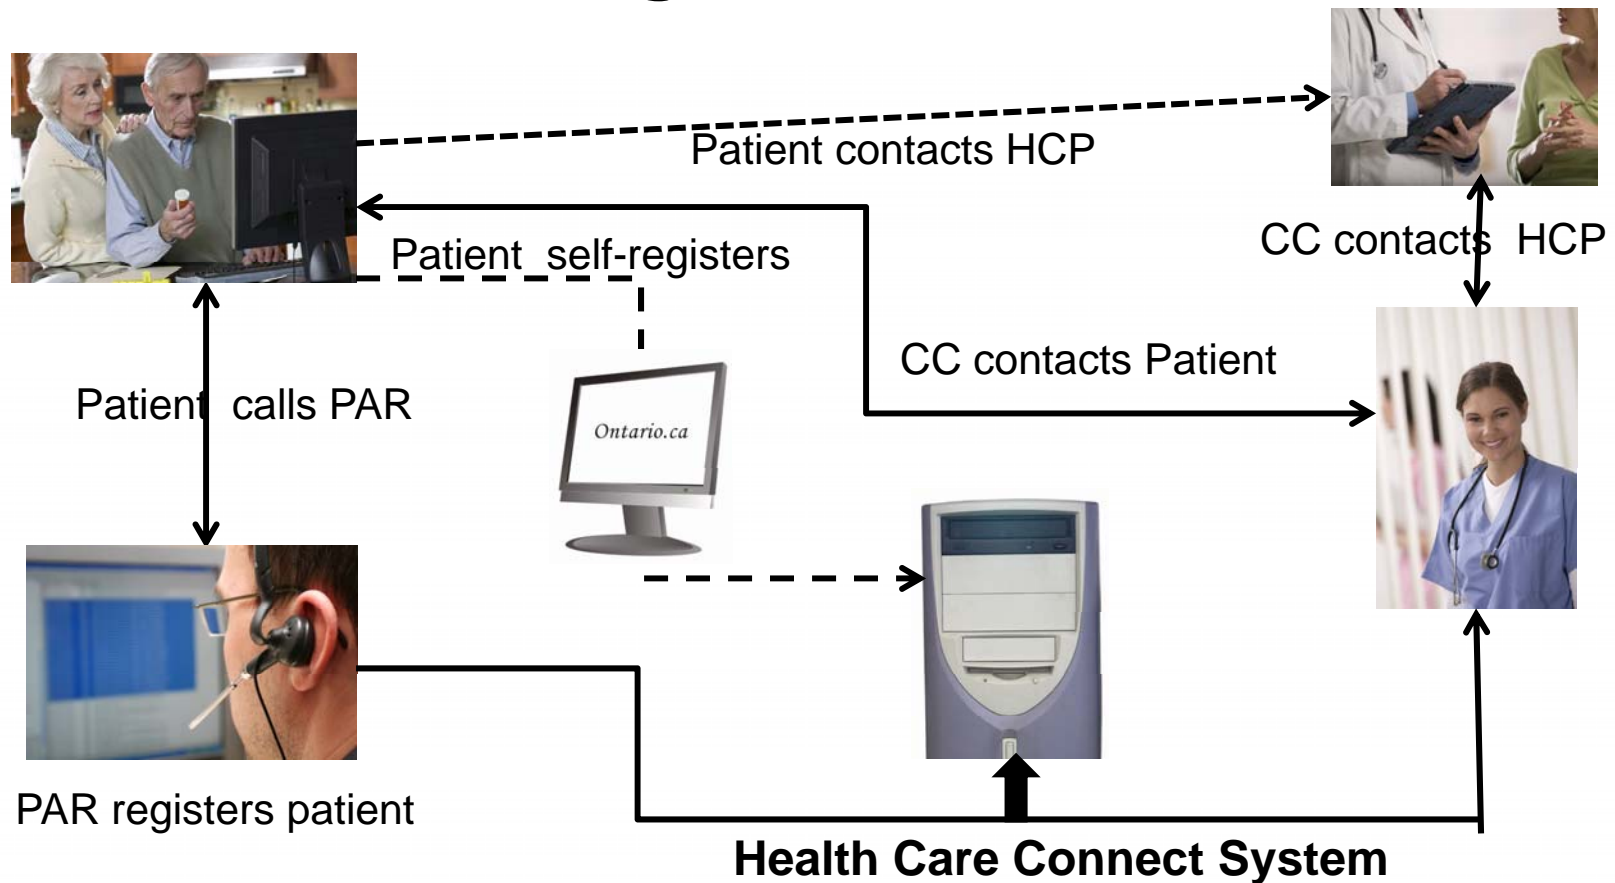 Patient contacts HCP
Patient self-registers
CC contacts HCP
CC contacts Patient
Patient calls PAR
Ontario.ca
PAR registers patient
Health Care Connect System